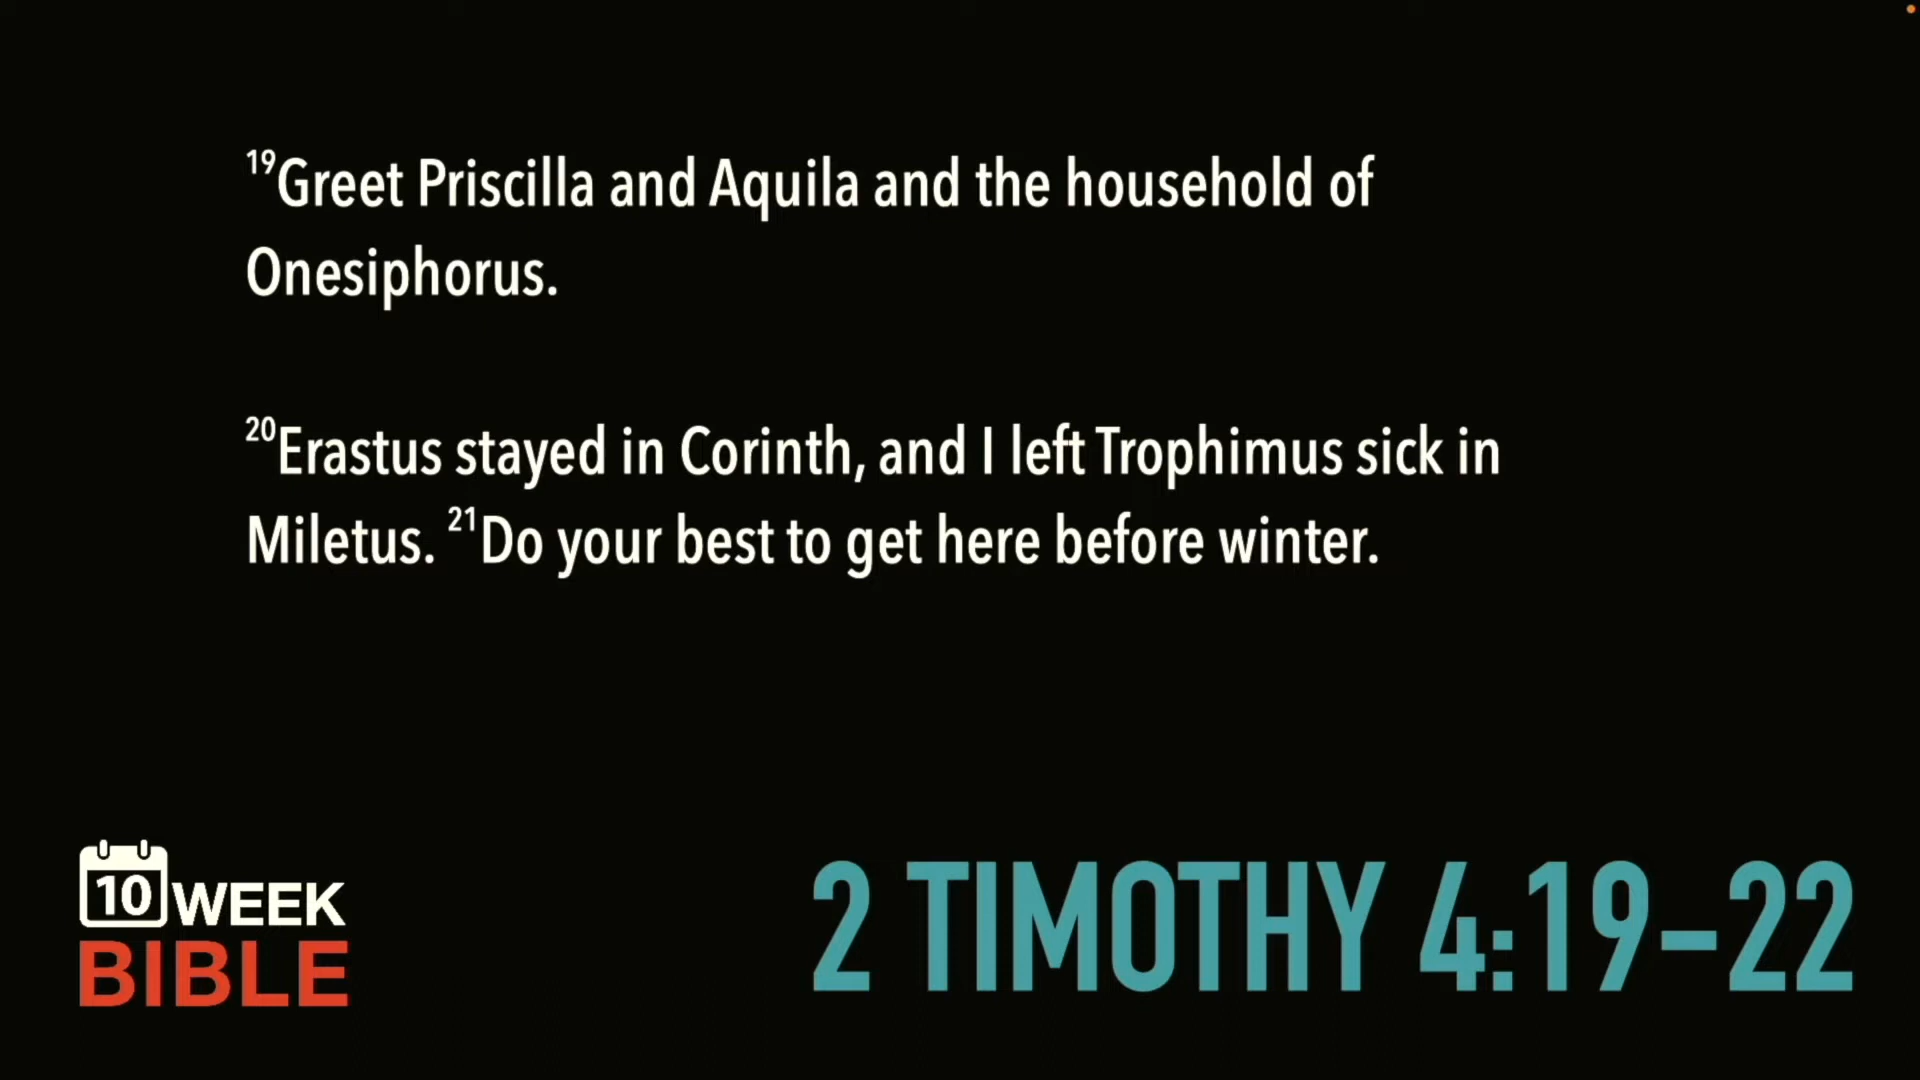 ¹⁹Greet Priscilla and Aquila and the household of
Onesiphorus.
²⁰Erastus stayed in Corinth, and I left Trophimus sick in
Miletus. ²¹Do your best to get here before winter.
10 WEEK
BIBLE
2 TIMOTHY 4:19–22